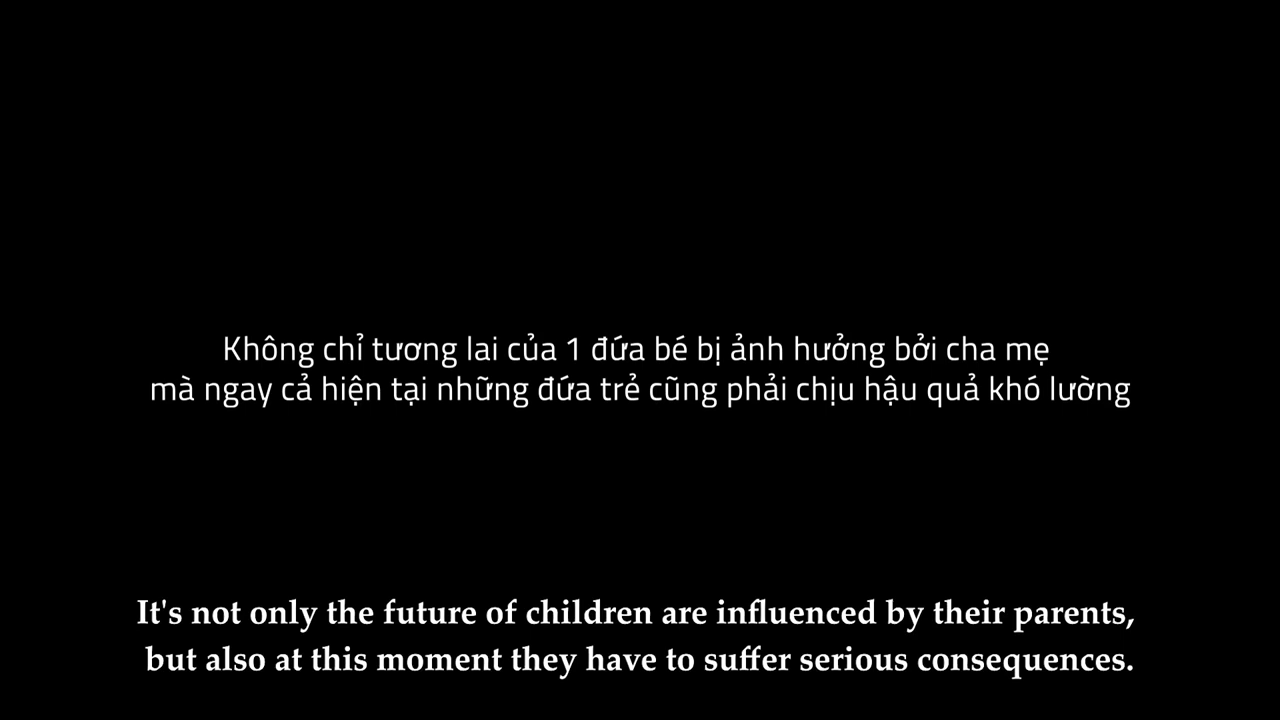 Không chỉ tương lai của 1 đứa bé bị ảnh hưởng bởi cha mẹ
mà ngay cả hiện tại những đứa trẻ cũng phải chịu hậu quả khó lường
It's not only the future of children are influenced by their parents,
but also at this moment they have to suffer serious consequences.